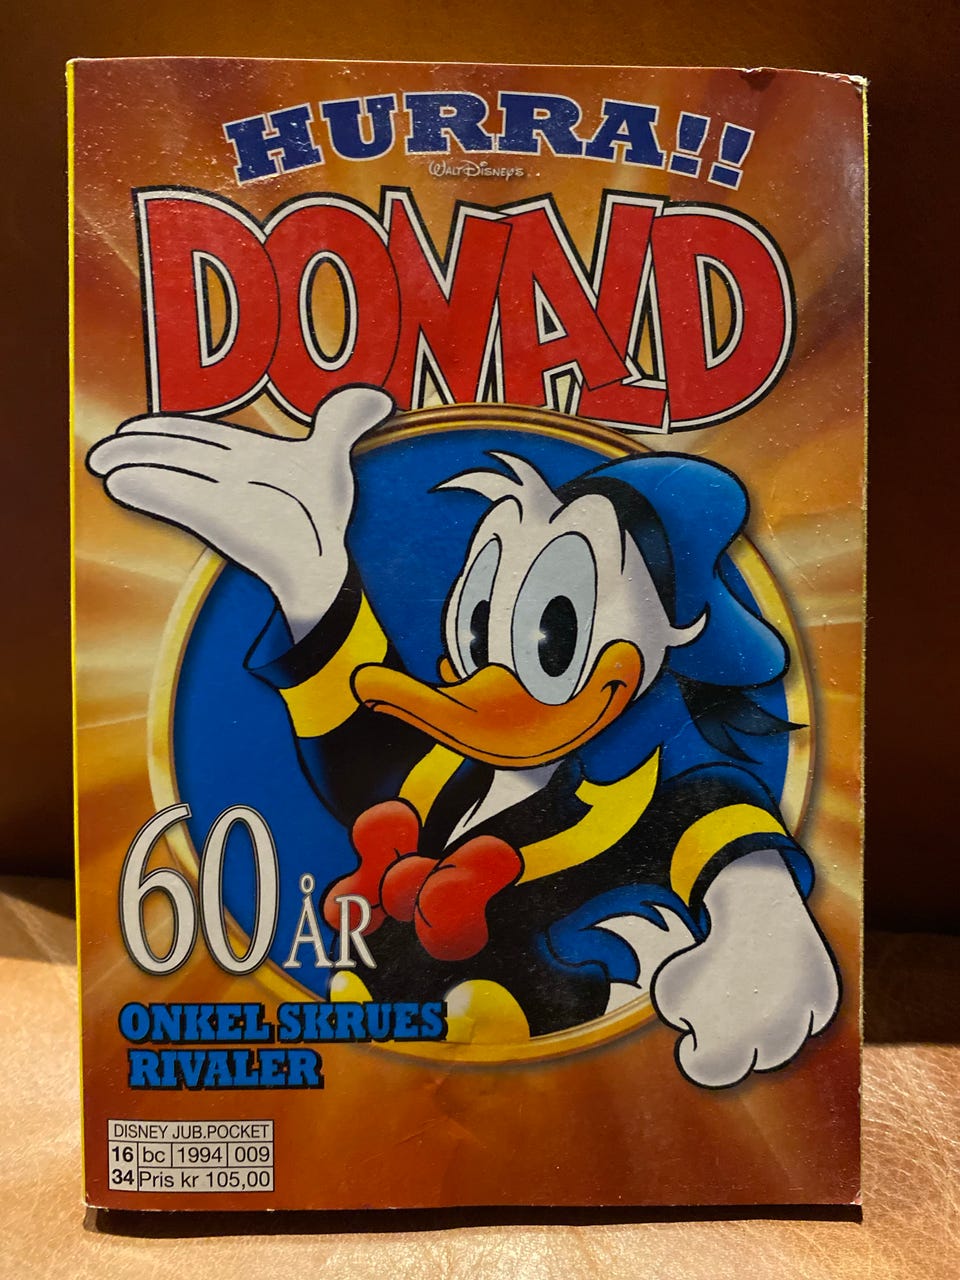 HURRA!!
WALT DISNEY'S
DONALD
60 ÅR
ONKEL SKRUES
RIVALER
DISNEY JUB.POCKET
16 bc 1994 009
34 Pris kr 105,00